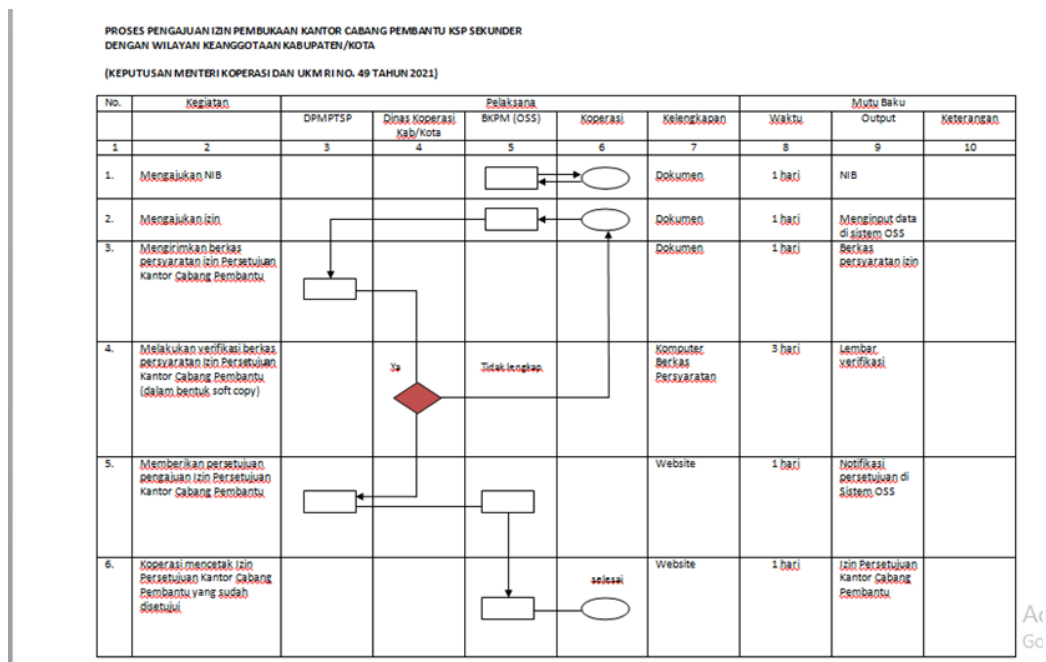 PROSES PENGAJUAN IZIN PEMBUKAAN KANTOR CABANG PEMBANTU KSP SEKUNDER
DENGAN WILAYAN KEANGGOTAAN KABUPATEN/KOTA
(KEPUTUSAN MENTERI KOPERASI DAN UKM RI NO. 49 TAHUN 2021)
No. Kegiatan Pelaksana Mutu Baku
DPMPTSP Dinas Koperasi Kab/Kota BKPM (OSS) Koperasi Kelengkapan Waktu Output Keterangan
1 2 3 4 5 6 7 8 9 10
1. Mengajukan NIB Dokumen 1 hari NIB
2. Mengajukan izin Dokumen 1 hari Menginput data
di sistem OSS
3. Mengirimkan berkas Dokumen 1 hari Berkas
persyaratan izin Persetujuan persyaratan izin
Kantor Cabang Pembantu
4. Melakukan verifikasi berkas Komputer 3 hari Lembar
persyaratan Izin Persetujuan Ya Tidak lengkap Berkas verifikasi
Kantor Cabang Pembantu Persyaratan
(dalam bentuk soft copy)
5. Memberikan persetujuan Website 1 hari Notifikasi
pengajuan Izin Persetujuan persetujuan di
Kantor Cabang Pembantu Sistem OSS
6. Koperasi mencetak Izin Website 1 hari Izin Persetujuan
Persetujuan Kantor Cabang selesai Kantor Cabang
Pembantu yang sudah Pembantu
disetujui